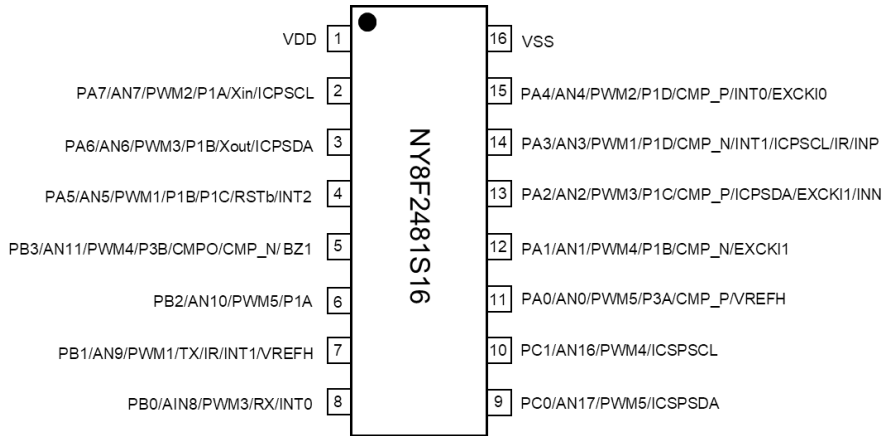 VDD 1
PA7/AN7/PWM2/P1A/Xin/ICPSCL 2
PA6/AN6/PWM3/P1B/Xout/ICPSDA 3
PA5/AN5/PWM1/P1B/P1C/RSTb/INT2 4
PB3/AN11/PWM4/P3B/CMPO/CMP_N/BZ1 5
PB2/AN10/PWM5/P1A 6
PB1/AN9/PWM1/TX/IR/INT1/VREFH 7
PB0/AIN8/PWM3/RX/INT0 8
NY8F2481S16
16 VSS
15 PA4/AN4/PWM2/P1D/CMP_P/INT0/EXCKI0
14 PA3/AN3/PWM1/P1D/CMP_N/INT1/ICPSCL/IR/INP
13 PA2/AN2/PWM3/P1C/CMP_P/ICPSDA/EXCKI1/INN
12 PA1/AN1/PWM4/P1B/CMP_N/EXCKI1
11 PA0/AN0/PWM5/P3A/CMP_P/VREFH
10 PC1/AN16/PWM4/ICSPSCL
9 PC0/AN17/PWM5/ICSPSDA